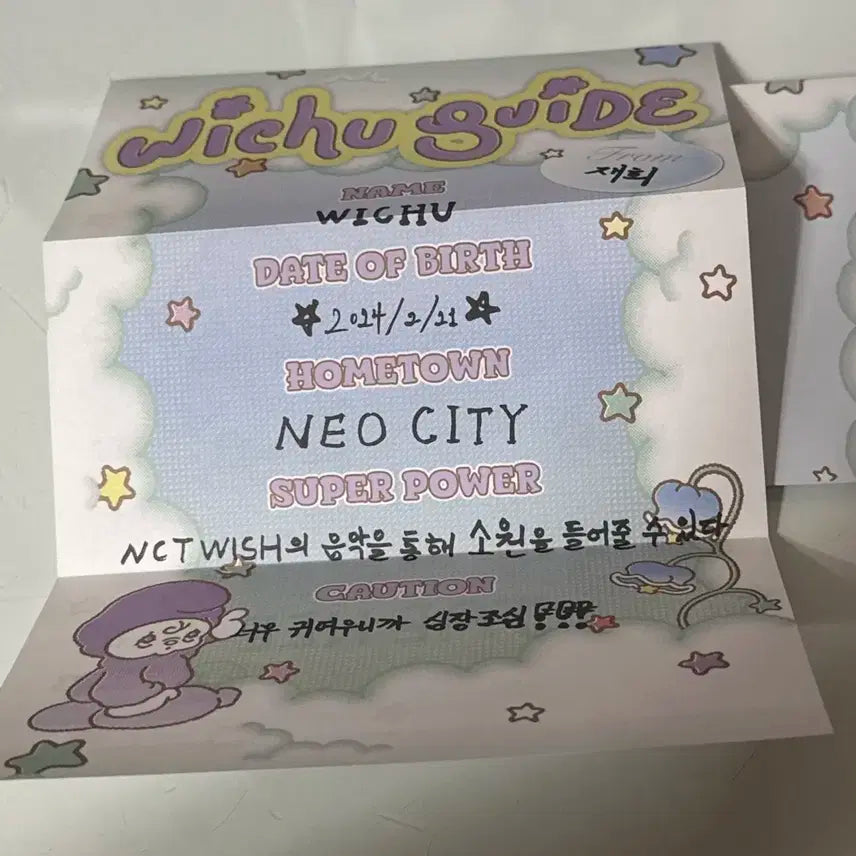 Wichu guide
From
재희
NAME
WICHU
DATE OF BIRTH
2024/2/21
HOMETOWN
NEO CITY
SUPER POWER
NCT WISH의 음악을 통해 소원을 들어줄 수 있다
CAUTION
너무 귀여우니까 심장조심